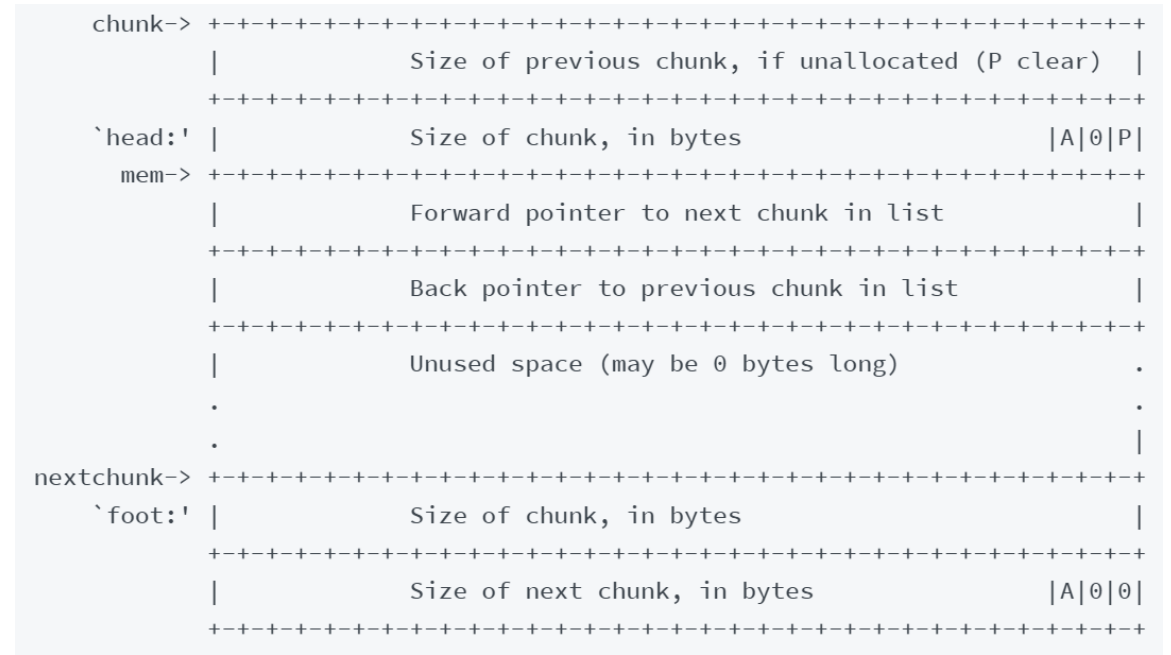 chunk-> +-+-+-+-+-+-+-+-+-+-+-+-+-+-+-+-+-+-+-+-+-+-+-+-+-+-+-+-+-+-+-+-+
            |             Size of previous chunk, if unallocated (P clear)  |
            +-+-+-+-+-+-+-+-+-+-+-+-+-+-+-+-+-+-+-+-+-+-+-+-+-+-+-+-+-+-+-+-+
    `head:' |             Size of chunk, in bytes                     |A|0|P|
      mem-> +-+-+-+-+-+-+-+-+-+-+-+-+-+-+-+-+-+-+-+-+-+-+-+-+-+-+-+-+-+-+-+-+
            |             Forward pointer to next chunk in list             |
            +-+-+-+-+-+-+-+-+-+-+-+-+-+-+-+-+-+-+-+-+-+-+-+-+-+-+-+-+-+-+-+-+
            |             Back pointer to previous chunk in list            |
            +-+-+-+-+-+-+-+-+-+-+-+-+-+-+-+-+-+-+-+-+-+-+-+-+-+-+-+-+-+-+-+-+
            |             Unused space (may be 0 bytes long)                .
            .                                                               .
            .                                                               |
nextchunk-> +-+-+-+-+-+-+-+-+-+-+-+-+-+-+-+-+-+-+-+-+-+-+-+-+-+-+-+-+-+-+-+-+
    `foot:' |             Size of chunk, in bytes                           |
            +-+-+-+-+-+-+-+-+-+-+-+-+-+-+-+-+-+-+-+-+-+-+-+-+-+-+-+-+-+-+-+-+
            |             Size of next chunk, in bytes                |A|0|0|
            +-+-+-+-+-+-+-+-+-+-+-+-+-+-+-+-+-+-+-+-+-+-+-+-+-+-+-+-+-+-+-+-+